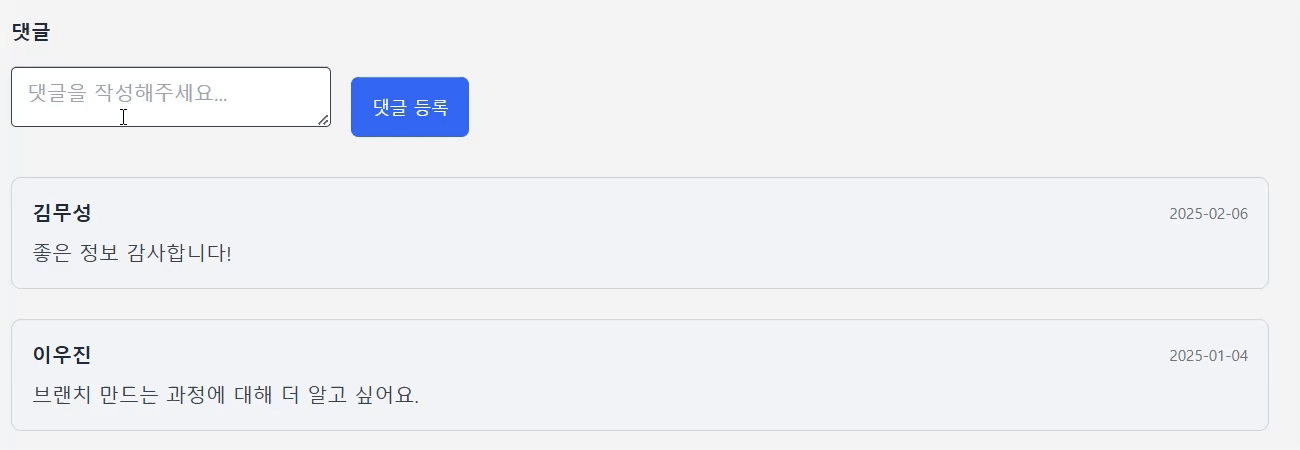 댓글
댓글을 작성해주세요...
댓글 등록
김무성
2025-02-06
좋은 정보 감사합니다!
이우진
2025-01-04
브랜치 만드는 과정에 대해 더 알고 싶어요.